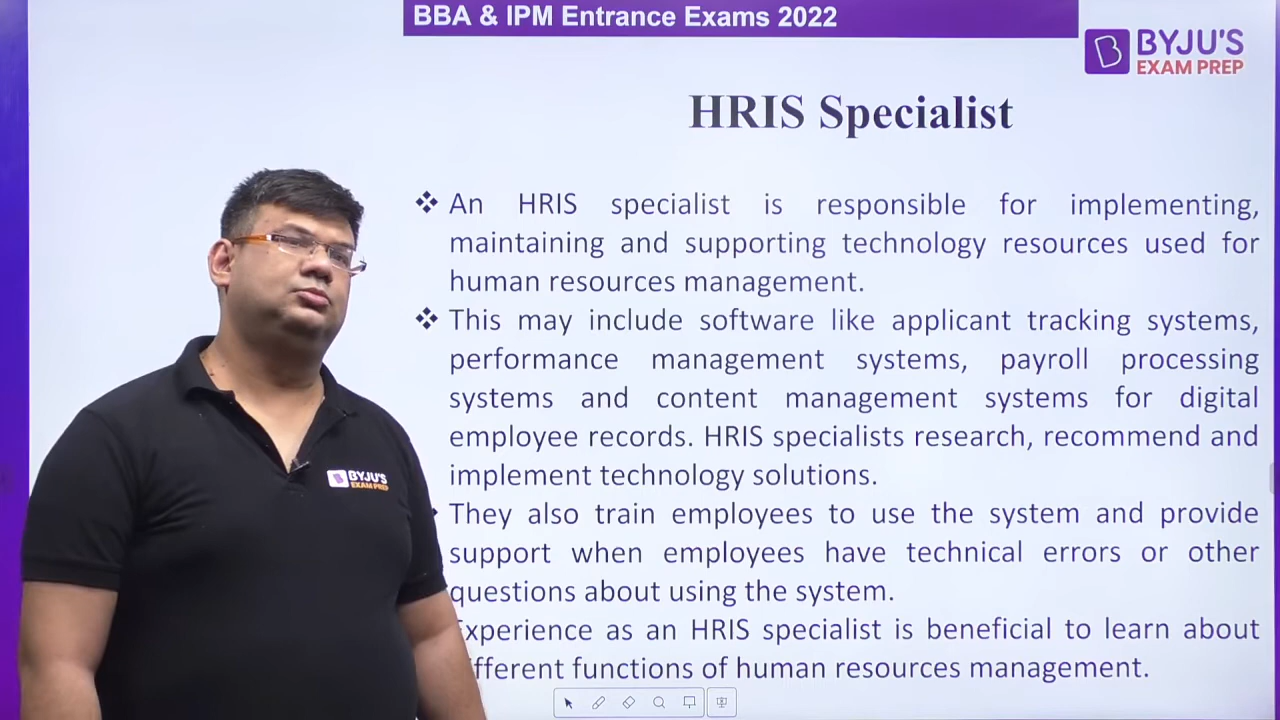 BBA & IPM Entrance Exams 2022
BYJU'S
EXAM PREP
HRIS Specialist
❖ An HRIS specialist is responsible for implementing,
maintaining and supporting technology resources used for
human resources management.
❖ This may include software like applicant tracking systems,
performance management systems, payroll processing
systems and content management systems for digital
employee records. HRIS specialists research, recommend and
implement technology solutions.
They also train employees to use the system and provide
support when employees have technical errors or other
questions about using the system.
Experience as an HRIS specialist is beneficial to learn about
different functions of human resources management.
BYJU'S
EXAM PREP